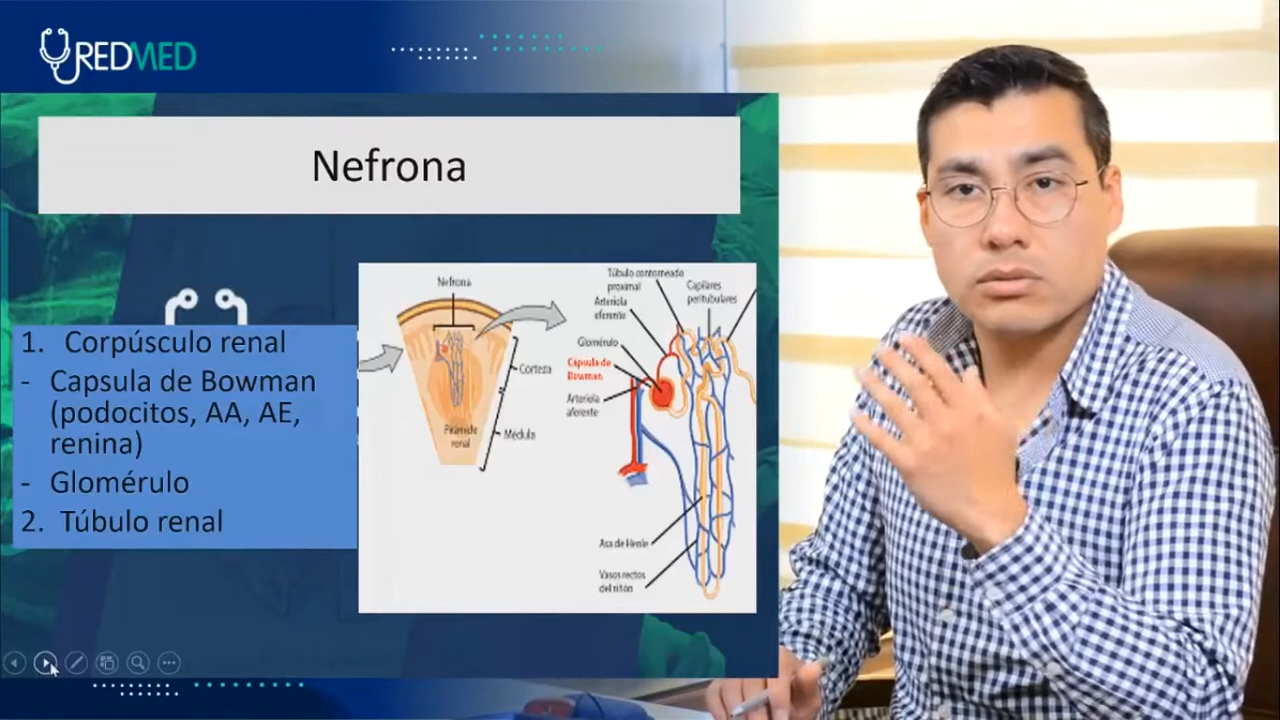 REDMED
Nefrona
1. Corpúsculo renal
- Capsula de Bowman
(podocitos, AA, AE,
renina)
- Glomérulo
2. Túbulo renal
Nefrona
Corteza
Pirámide
renal
Médula
Túbulo contorneado
proximal
Arteriola
eferente
Capilares
peritubulares
Glomérulo
Cápsula de
Bowman
Arteriola
aferente
Asa de Henle
Vasos rectos
del riñón